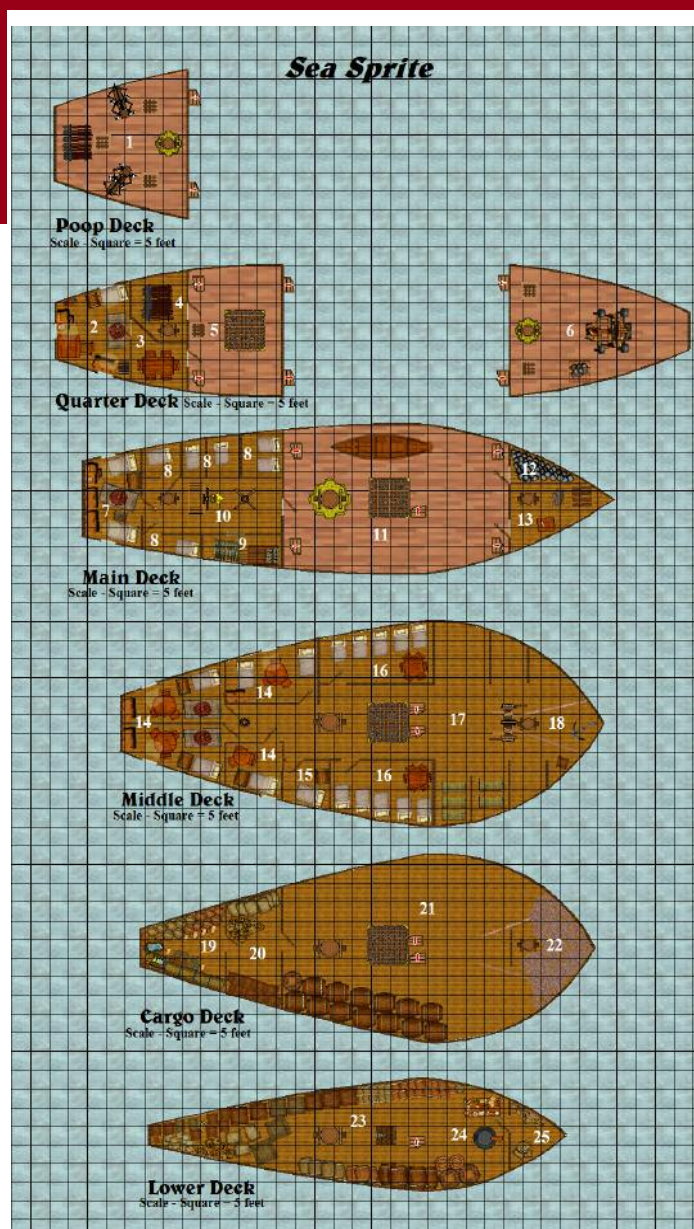 Sea Sprite
1
Poop Deck
Scale - Square = 5 feet
2 3 4 5 6
Quarter Deck Scale - Square = 5 feet
7 8 8 8 8 9 10 11 12 13
Main Deck
Scale - Square = 5 feet
14 14 14 15 16 16 17 18
Middle Deck
Scale - Square = 5 feet
19 20 21 22
Cargo Deck
Scale - Square = 5 feet
23 24 25
Lower Deck
Scale - Square = 5 feet